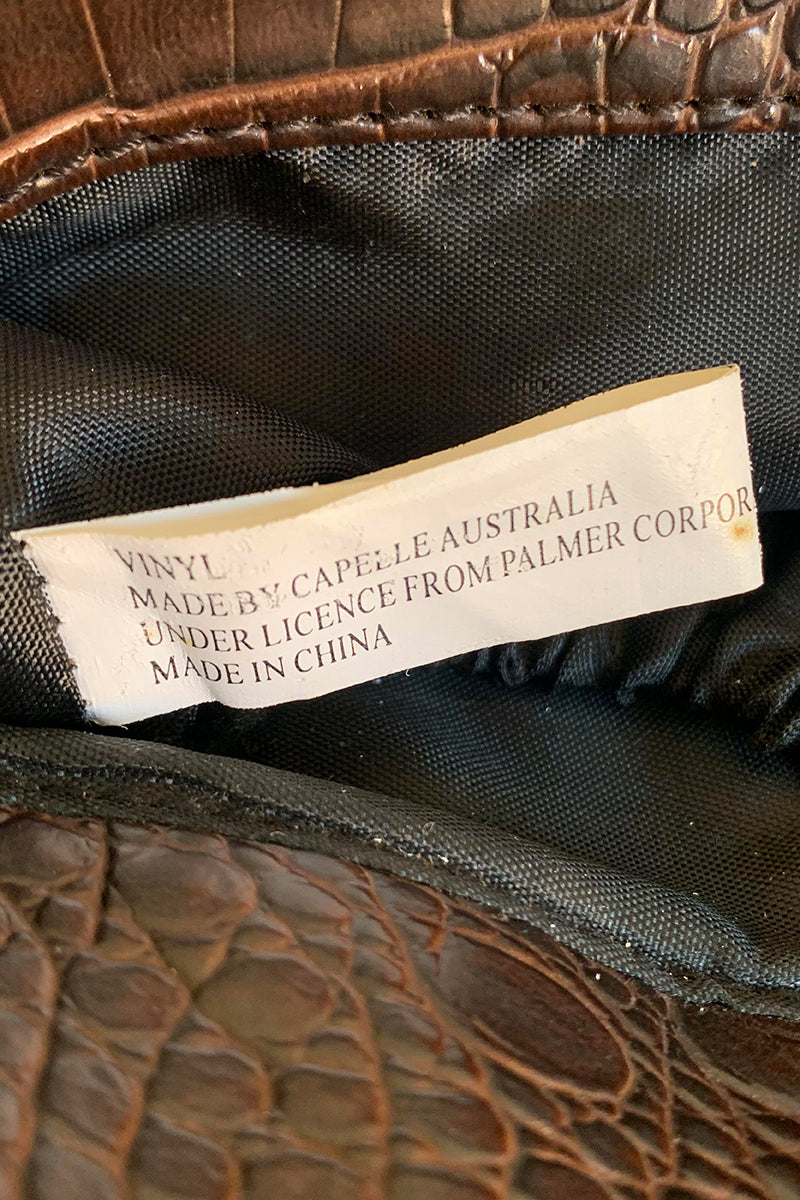 VINYL
MADE BY CAPELLE AUSTRALIA
UNDER LICENCE FROM PALMER CORPOR
MADE IN CHINA